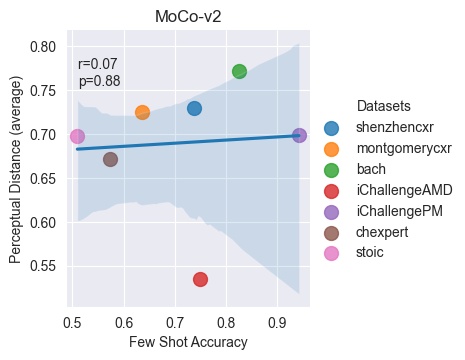 MoCo-v2
r=0.07
p=0.88
Perceptual Distance (average)
0.80
0.75
0.70
0.65
0.60
0.55
0.5 0.6 0.7 0.8 0.9
Few Shot Accuracy
Datasets
shenzhencxr
montgomerycxr
bach
iChallengeAMD
iChallengePM
chexpert
stoic